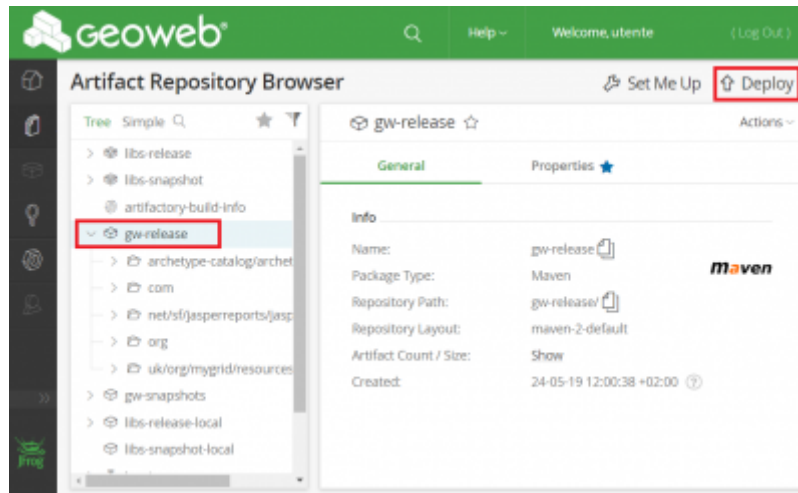 Geoweb®
Help
Welcome, utente
(Log Out)
Artifact Repository Browser
Set Me Up
Deploy
Tree Simple
libs-release
libs-snapshot
artifactory-build-info
gw-release
archetype-catalog/archet
com
net/sf/jasperreports/jasp
org
uk/org/mygrid/resources
gw-snapshots
libs-release-local
libs-snapshot-local
gw-release
Actions
General
Properties
Info
Name: gw-release
Package Type: Maven
Repository Path: gw-release/
Repository Layout: maven-2-default
Artifact Count / Size: Show
Created: 24-05-19 12:00:38 +02:00
maven
JFrog